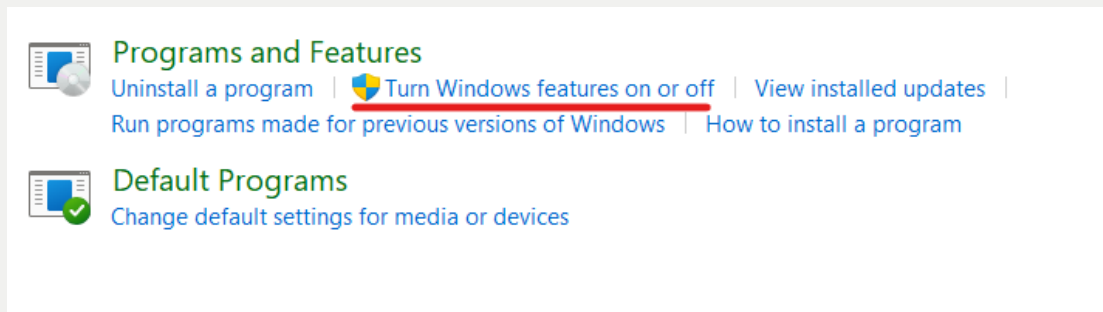 Programs and Features
Uninstall a program | Turn Windows features on or off | View installed updates |
Run programs made for previous versions of Windows | How to install a program
Default Programs
Change default settings for media or devices